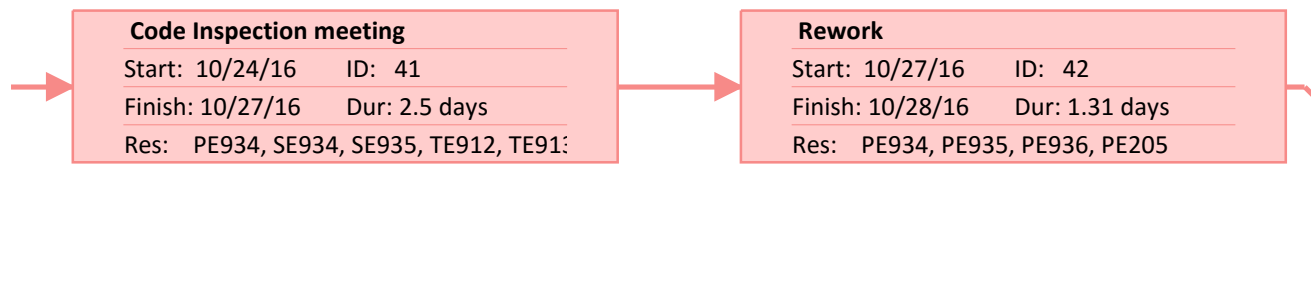 Code Inspection meeting
Start: 10/24/16 ID: 41
Finish: 10/27/16 Dur: 2.5 days
Res: PE934, SE934, SE935, TE912, TE913
Rework
Start: 10/27/16 ID: 42
Finish: 10/28/16 Dur: 1.31 days
Res: PE934, PE935, PE936, PE205